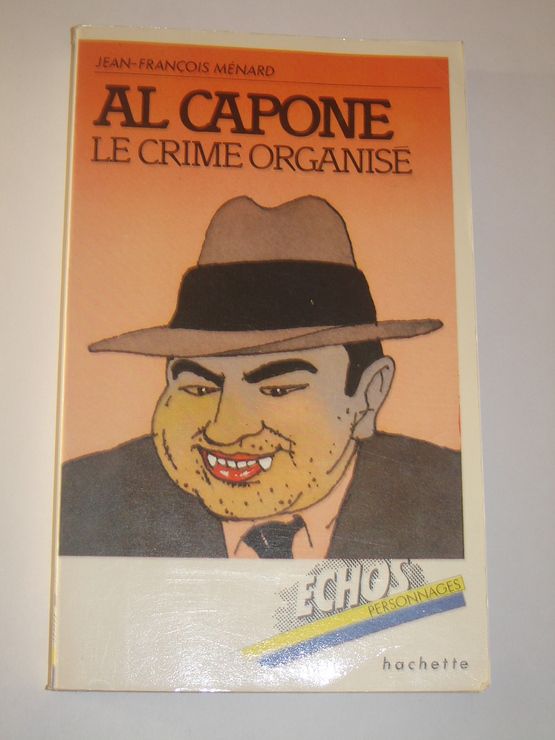 JEAN-FRANÇOIS MÉNARD
AL CAPONE
LE CRIME ORGANISÉ
ECHOS
PERSONNAGES
hachette